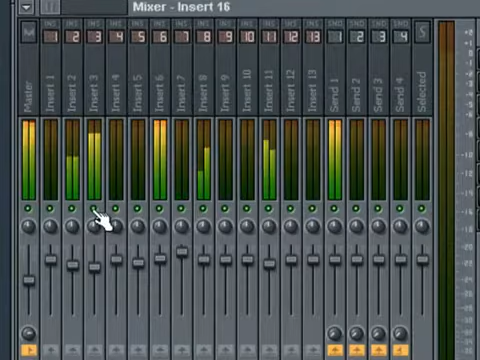 Mixer - Insert 16
INS INS INS INS INS INS INS INS INS INS INS INS INS SND SND SND SND
M 1 2 3 4 5 6 7 8 9 10 11 12 13 1 2 3 4 S
Master Insert 1 Insert 2 Insert 3 Insert 4 Insert 5 Insert 6 Insert 7 Insert 8 Insert 9 Insert 10 Insert 11 Insert 12 Insert 13 Send 1 Send 2 Send 3 Send 4 Selected